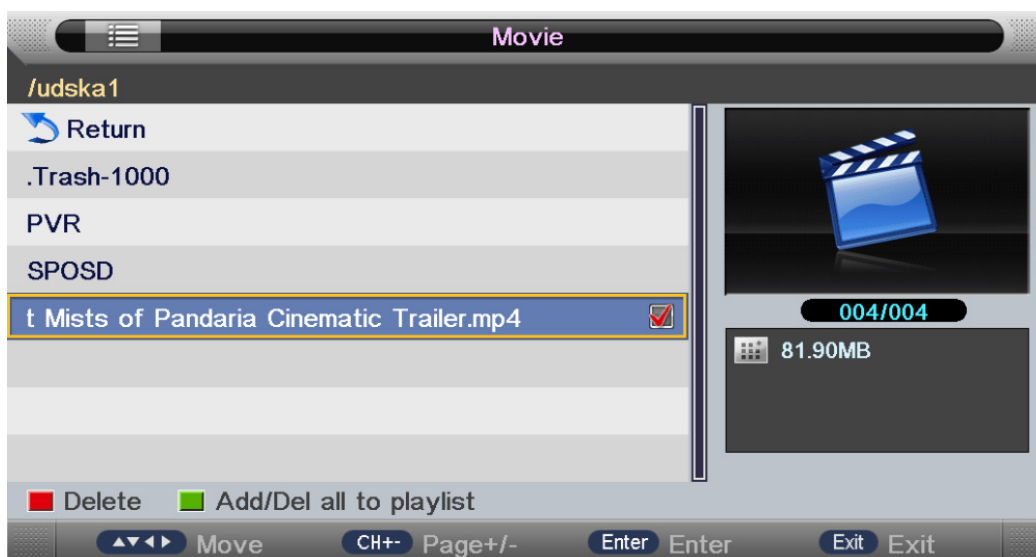 Movie
/udska1
Return
.Trash-1000
PVR
SPOSD
t Mists of Pandaria Cinematic Trailer.mp4
004/004
81.90MB
Delete Add/Del all to playlist
Move CH+- Page+/- Enter Enter Exit Exit